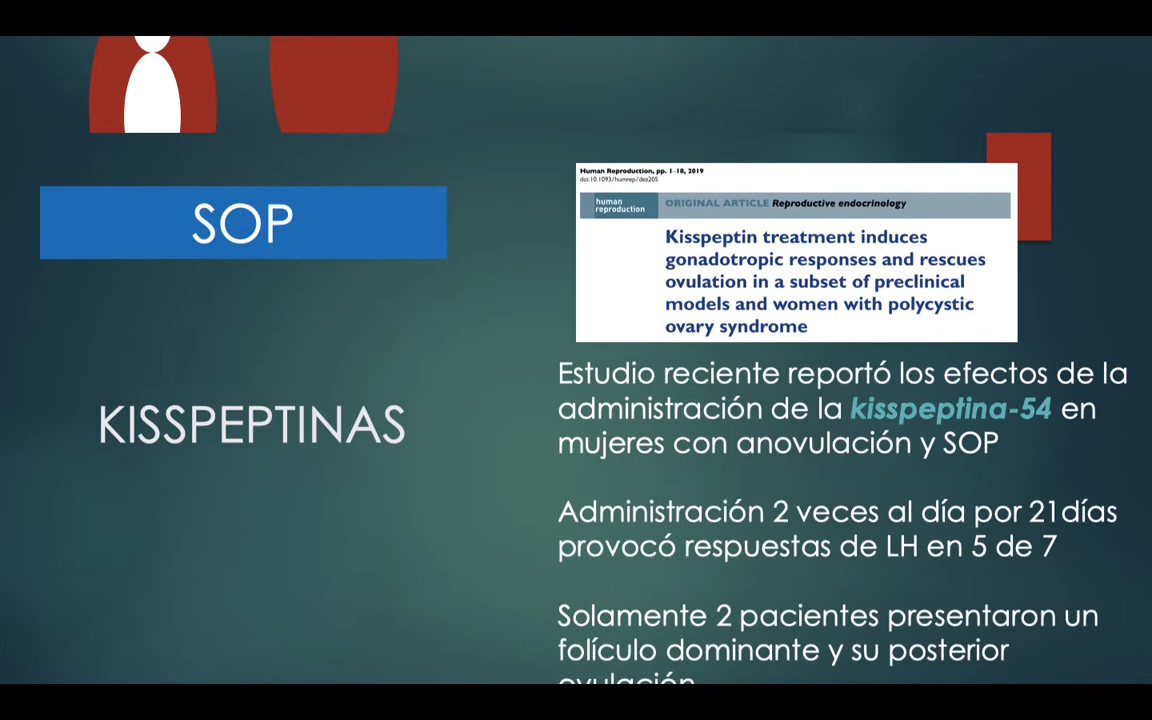 SOP
KISSPEPTINAS
Human Reproduction, pp. 1–18, 2019
doi:10.1093/humrep/dez205
human
reproduction
ORIGINAL ARTICLE Reproductive endocrinology
Kisspeptin treatment induces
gonadotropic responses and rescues
ovulation in a subset of preclinical
models and women with polycystic
ovary syndrome
Estudio reciente reportó los efectos de la
administración de la kisspeptina-54 en
mujeres con anovulación y SOP
Administración 2 veces al día por 21días
provocó respuestas de LH en 5 de 7
Solamente 2 pacientes presentaron un
folículo dominante y su posterior
ovulación